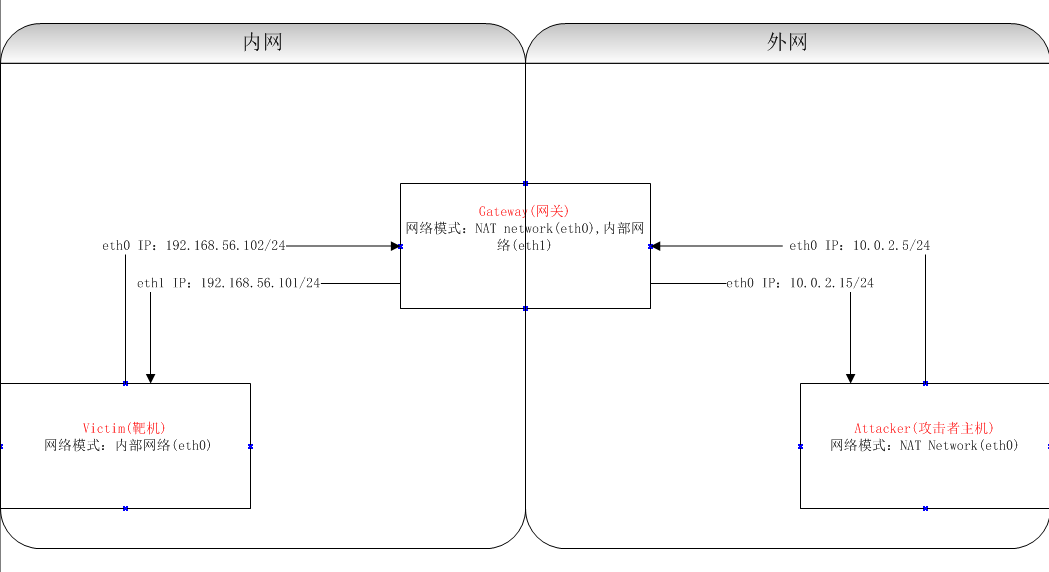 内网
外网
Gateway(网关)
网络模式：NAT network(eth0),内部网
络(eth1)
eth0 IP：192.168.56.102/24
eth0 IP：10.0.2.5/24
eth1 IP：192.168.56.101/24
eth0 IP：10.0.2.15/24
Victim(靶机)
网络模式：内部网络(eth0)
Attacker(攻击者主机)
网络模式：NAT Network(eth0)